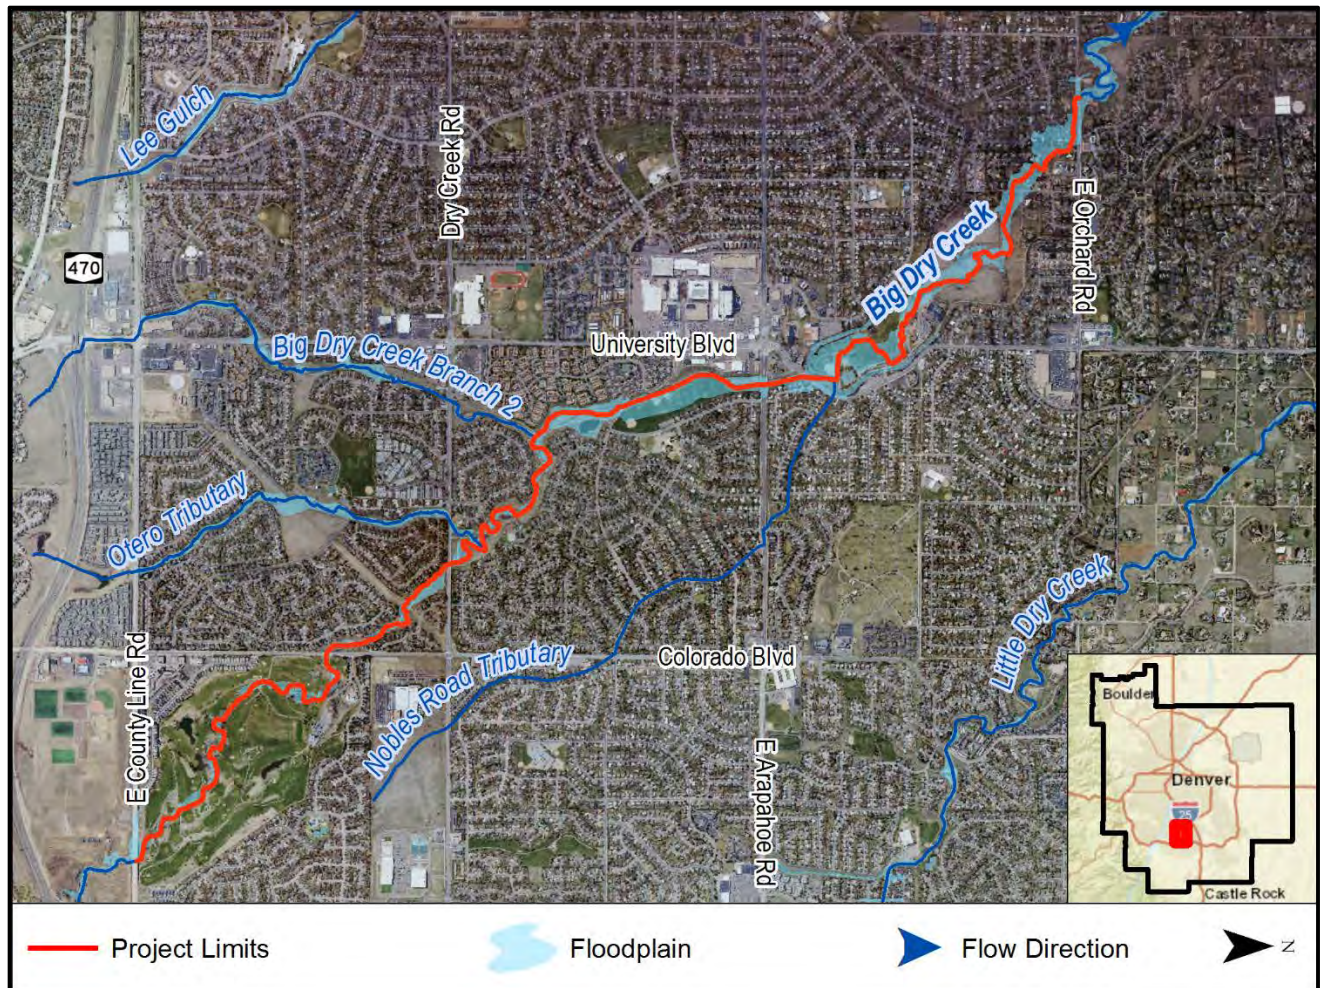 Lee Gulch
Dry Creek Rd
470
Big Dry Creek
E Orchard Rd
University Blvd
Big Dry Creek Branch 2
Otero Tributary
E County Line Rd
Nobles Road Tributary
Colorado Blvd
Little Dry Creek
E Arapahoe Rd
Boulder
Denver
25
Castle Rock
Project Limits
Floodplain
Flow Direction
N